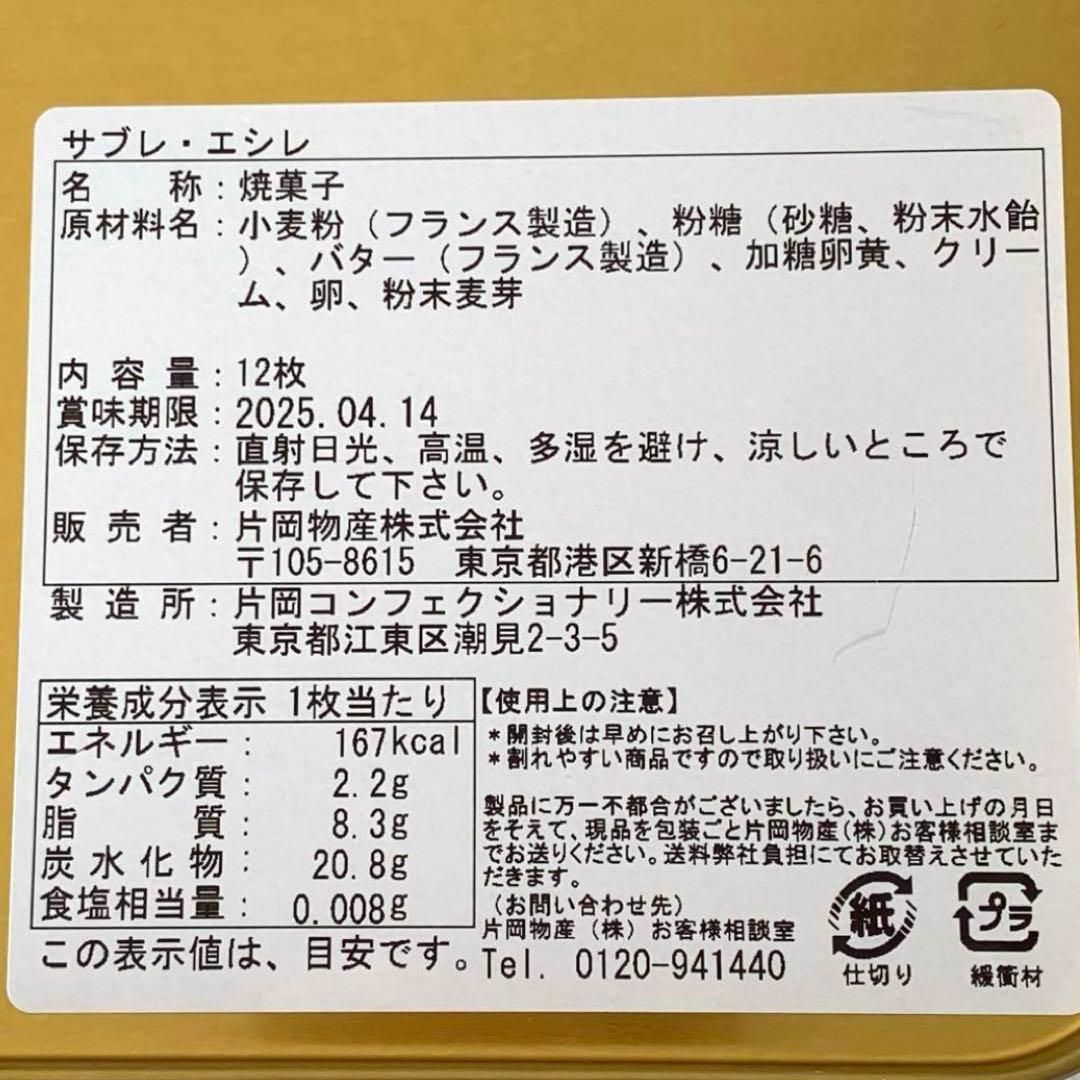 サブレ・エシレ
名　　称：焼菓子
原材料名：小麦粉（フランス製造）、粉糖（砂糖、粉末水飴
）、バター（フランス製造）、加糖卵黄、クリー
ム、卵、粉末麦芽
内 容 量：12枚
賞味期限：2025.04.14
保存方法：直射日光、高温、多湿を避け、涼しいところで
保存して下さい。
販 売 者：片岡物産株式会社
〒105-8615　東京都港区新橋6-21-6
製 造 所：片岡コンフェクショナリー株式会社
東京都江東区潮見2-3-5
栄養成分表示 1枚当たり
エネルギー：　167kcal
タンパク質：　2.2g
脂　　　質：　8.3g
炭 水 化 物：　20.8g
食塩相当量：　0.008g
この表示値は、目安です。
【使用上の注意】
＊開封後は早めにお召し上がり下さい。
＊割れやすい商品ですので取り扱いにご注意ください。
製品に万一不都合がございましたら、お買い上げの月日
をそえて、現品を包装ごと片岡物産(株)お客様相談室ま
でお送りください。送料弊社負担にてお取替えさせていた
だきます。
（お問い合わせ先）
片岡物産（株）お客様相談室
Tel. 0120-941440
紙
仕切り
プラ
緩衝材